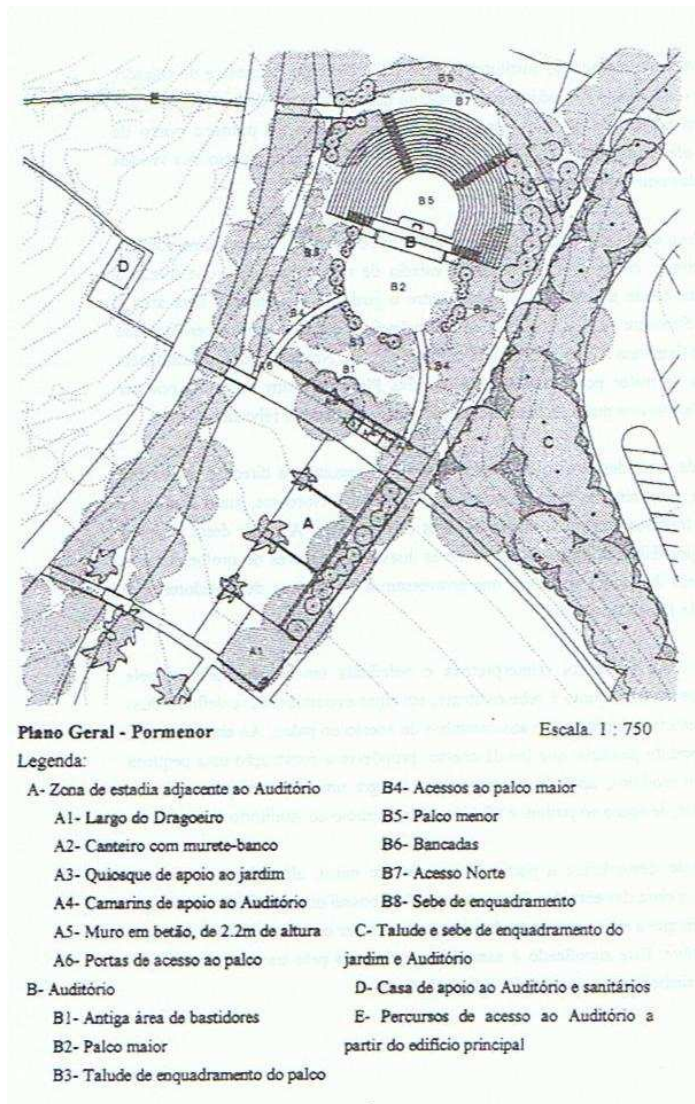 B8
B7
E
B6
B5
B
D
B5
B2
B4
B3
B6
A6
B1
B4
C
A
A1
Plano Geral - Pormenor
Escala. 1 : 750
Legenda:
A- Zona de estadia adjacente ao Auditório
A1- Largo do Dragoeiro
A2- Canteiro com murete-banco
A3- Quiosque de apoio ao jardim
A4- Camarins de apoio ao Auditório
A5- Muro em betão, de 2.2m de altura
A6- Portas de acesso ao palco
B- Auditório
B1- Antiga área de bastidores
B2- Palco maior
B3- Talude de enquadramento do palco
B4- Acessos ao palco maior
B5- Palco menor
B6- Bancadas
B7- Acesso Norte
B8- Sebe de enquadramento
C- Talude e sebe de enquadramento do
jardim e Auditório
D- Casa de apoio ao Auditório e sanitários
E- Percursos de acesso ao Auditório a
partir do edifício principal